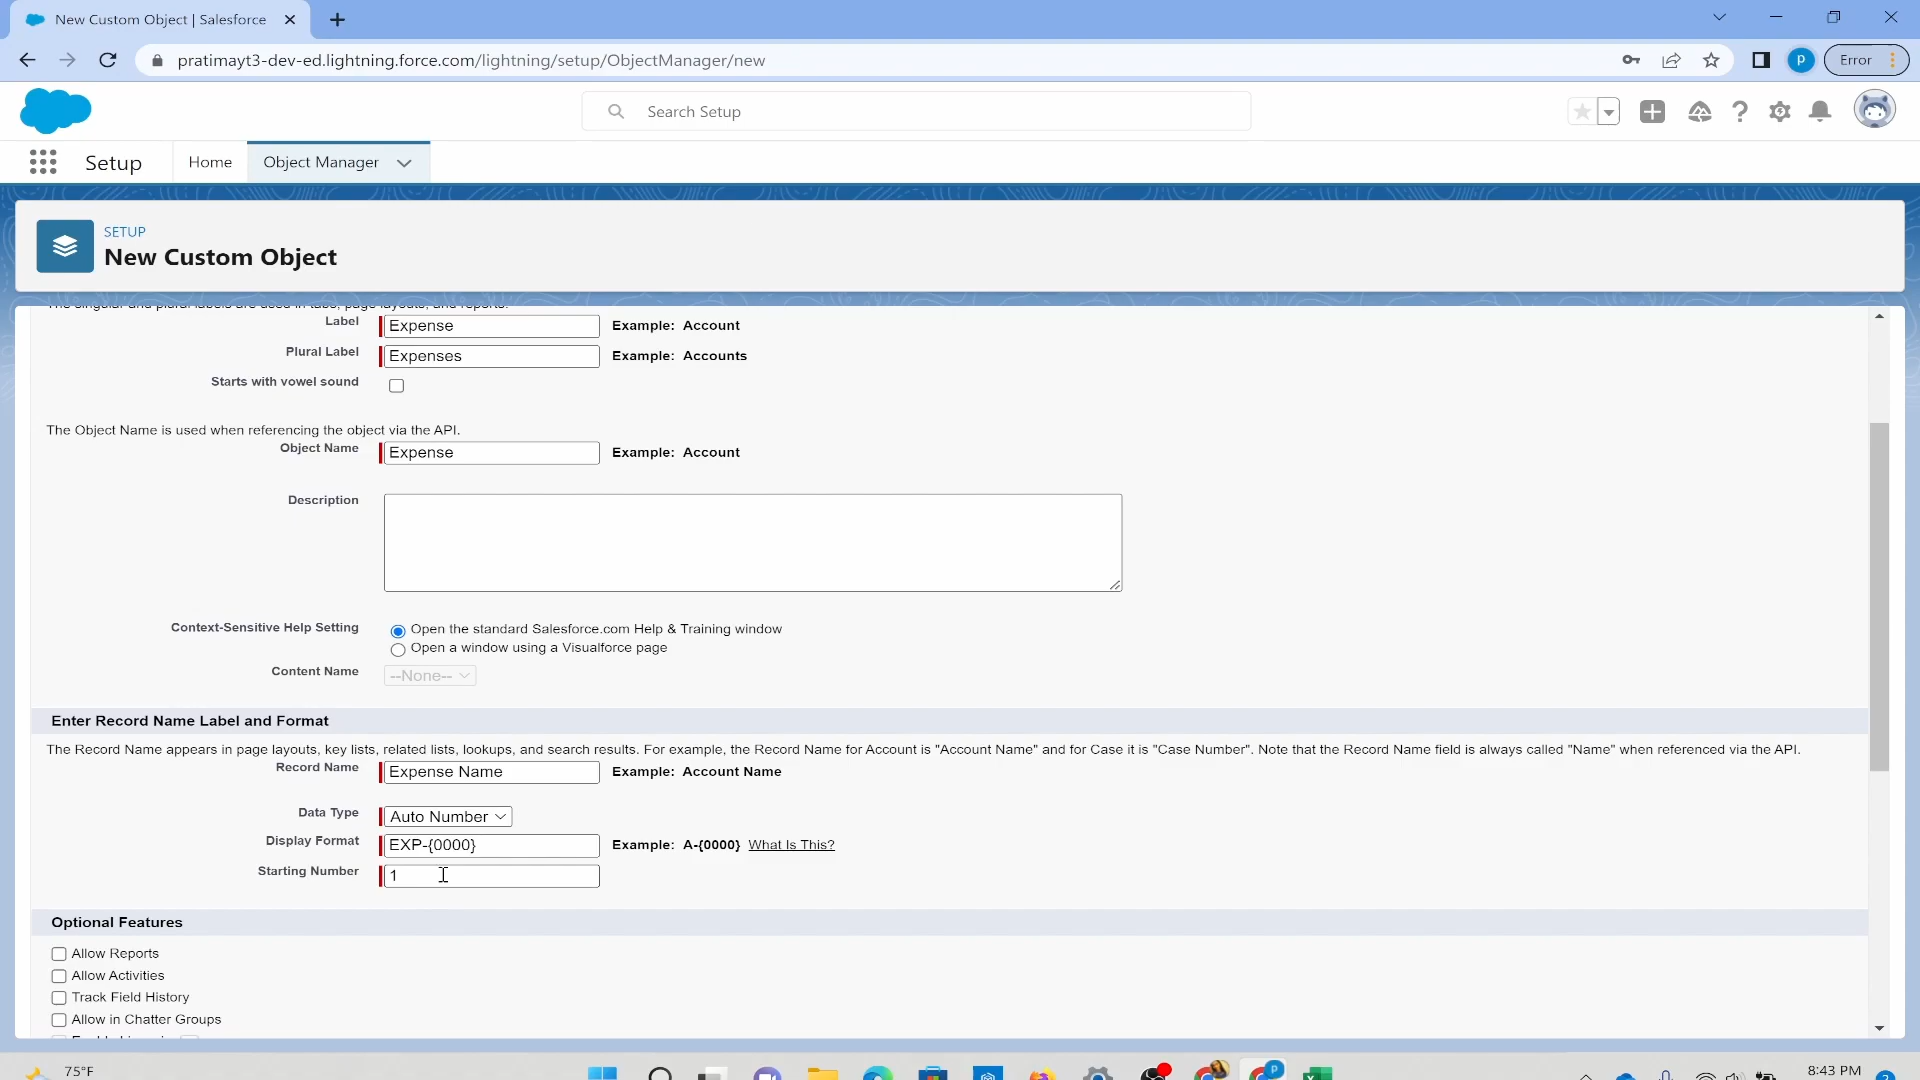 New Custom Object | Salesforce
pratimayt3-dev-ed.lightning.force.com/lightning/setup/ObjectManager/new
P
Error
Search Setup
Setup
Home
Object Manager
SETUP
New Custom Object
The singular and plural labels are used in tabs, page layouts, and reports.
Label
Expense
Example: Account
Plural Label
Expenses
Example: Accounts
Starts with vowel sound
The Object Name is used when referencing the object via the API.
Object Name
Expense
Example: Account
Description
Context-Sensitive Help Setting
Open the standard Salesforce.com Help & Training window
Open a window using a Visualforce page
Content Name
--None--
Enter Record Name Label and Format
The Record Name appears in page layouts, key lists, related lists, lookups, and search results. For example, the Record Name for Account is "Account Name" and for Case it is "Case Number". Note that the Record Name field is always called "Name" when referenced via the API.
Record Name
Expense Name
Example: Account Name
Data Type
Auto Number
Display Format
EXP-{0000}
Example: A-{0000} What Is This?
Starting Number
1
Optional Features
Allow Reports
Allow Activities
Track Field History
Allow in Chatter Groups
75°F
P
8:43 PM